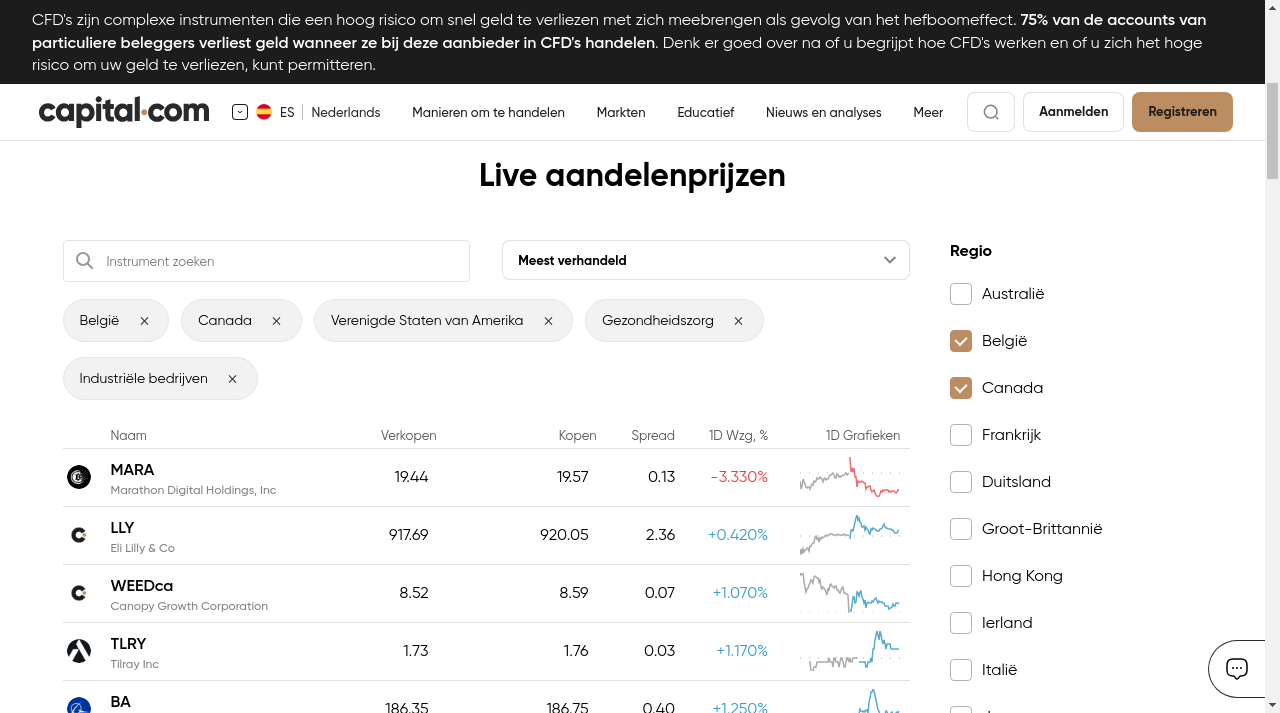 CFD's zijn complexe instrumenten die een hoog risico om snel geld te verliezen met zich meebrengen als gevolg van het hefboomeffect. 75% van de accounts van
particuliere beleggers verliest geld wanneer ze bij deze aanbieder in CFD's handelen. Denk er goed over na of u begrijpt hoe CFD's werken en of u zich het hoge
risico om uw geld te verliezen, kunt permitteren.
capital.com ES Nederlands Manieren om te handelen Markten Educatief Nieuws en analyses Meer Aanmelden Registreren
Live aandelenprijzen
Instrument zoeken
Meest verhandeld
België
Canada
Verenigde Staten van Amerika
Gezondheidszorg
Industriële bedrijven
Naam Verkopen Kopen Spread 1D Wzg, % 1D Grafieken
MARA
Marathon Digital Holdings, Inc
19.44 19.57 0.13 -3.330%
LLY
Eli Lilly & Co
917.69 920.05 2.36 +0.420%
WEEDca
Canopy Growth Corporation
8.52 8.59 0.07 +1.070%
TLRY
Tilray Inc
1.73 1.76 0.03 +1.170%
BA
186.35 186.75 0.40 +1.250%
Regio
Australië
België
Canada
Frankrijk
Duitsland
Groot-Brittannië
Hong Kong
Ierland
Italië